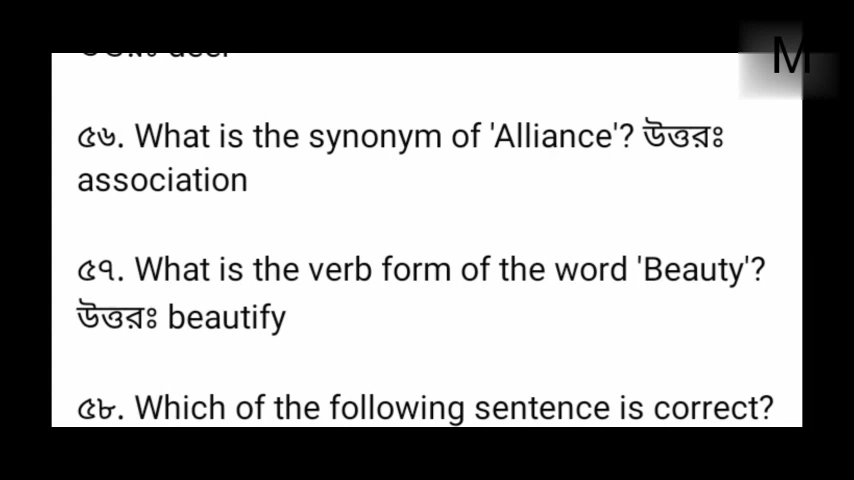 M
৫৬. What is the synonym of 'Alliance'? উত্তরঃ
association
৫৭. What is the verb form of the word 'Beauty'?
উত্তরঃ beautify
৫৮. Which of the following sentence is correct?